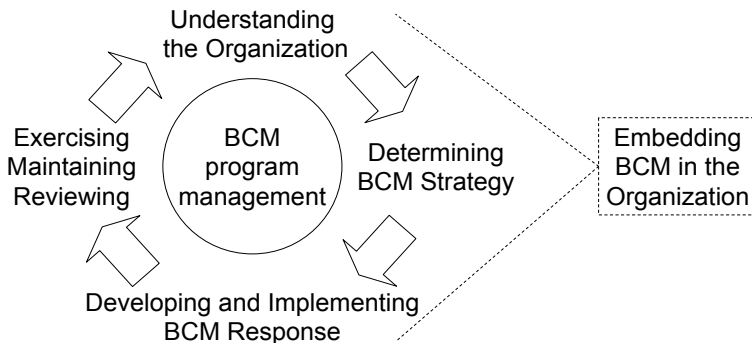 Understanding
the Organization
Exercising
Maintaining
Reviewing
BCM
program
management
Determining
BCM Strategy
Embedding
BCM in the
Organization
Developing and Implementing
BCM Response